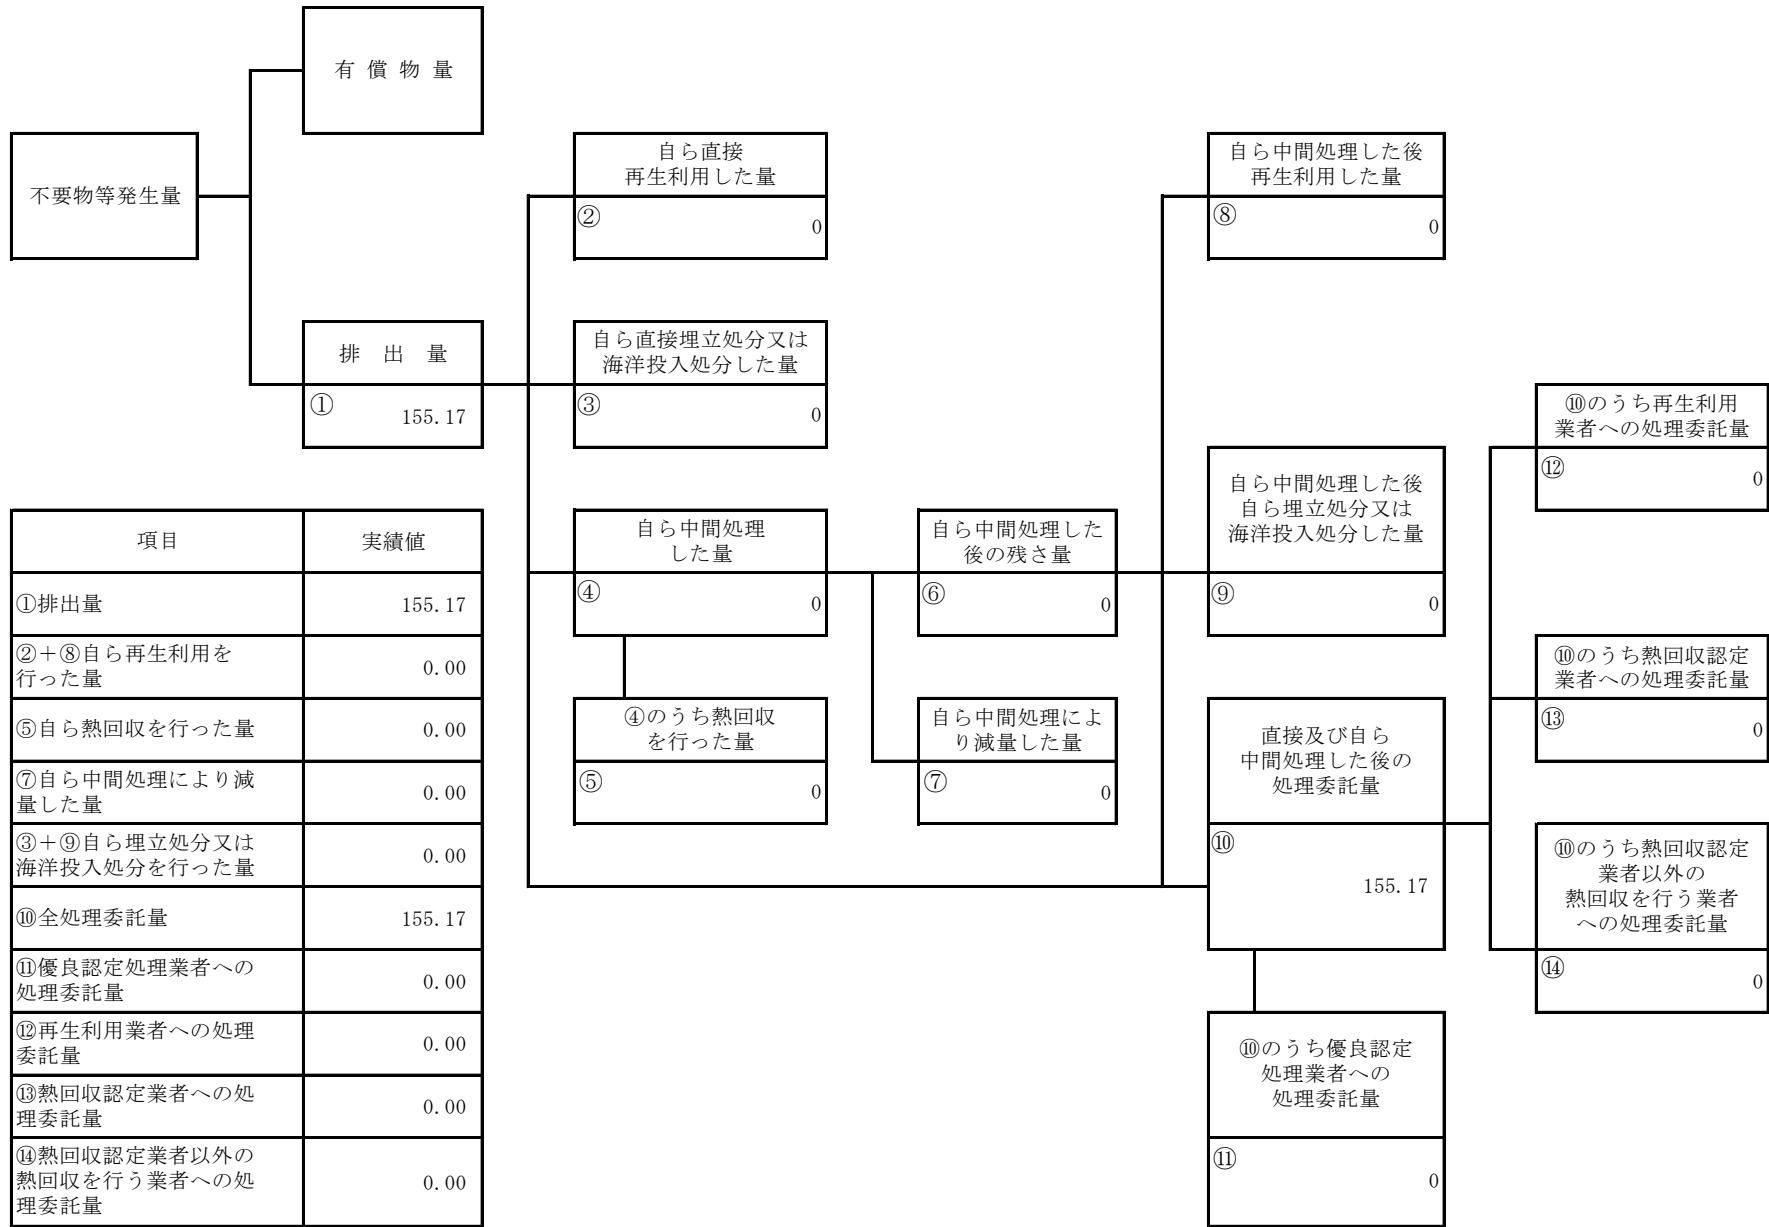 有償物量
不要物等発生量
排出量
①
155.17
自ら直接
再生利用した量
②
0
自ら直接埋立処分又は
海洋投入処分した量
③
0
自ら中間処理
した量
④
0
④のうち熱回収
を行った量
⑤
0
自ら中間処理した
後の残さ量
⑥
0
自ら中間処理によ
り減量した量
⑦
0
自ら中間処理した後
再生利用した量
⑧
0
自ら中間処理した後
自ら埋立処分又は
海洋投入処分した量
⑨
0
直接及び自ら
中間処理した後の
処理委託量
⑩
155.17
⑩のうち優良認定
処理業者への
処理委託量
⑪
0
⑩のうち再生利用
業者への処理委託量
⑫
0
⑩のうち熱回収認定
業者への処理委託量
⑬
0
⑩のうち熱回収認定
業者以外の
熱回収を行う業者
への処理委託量
⑭
0
項目 実績値
①排出量 155.17
②＋⑧自ら再生利用を
行った量 0.00
⑤自ら熱回収を行った量 0.00
⑦自ら中間処理により減
量した量 0.00
③＋⑨自ら埋立処分又は
海洋投入処分を行った量 0.00
⑩全処理委託量 155.17
⑪優良認定処理業者への
処理委託量 0.00
⑫再生利用業者への処理
委託量 0.00
⑬熱回収認定業者への処
理委託量 0.00
⑭熱回収認定業者以外の
熱回収を行う業者への処
理委託量 0.00